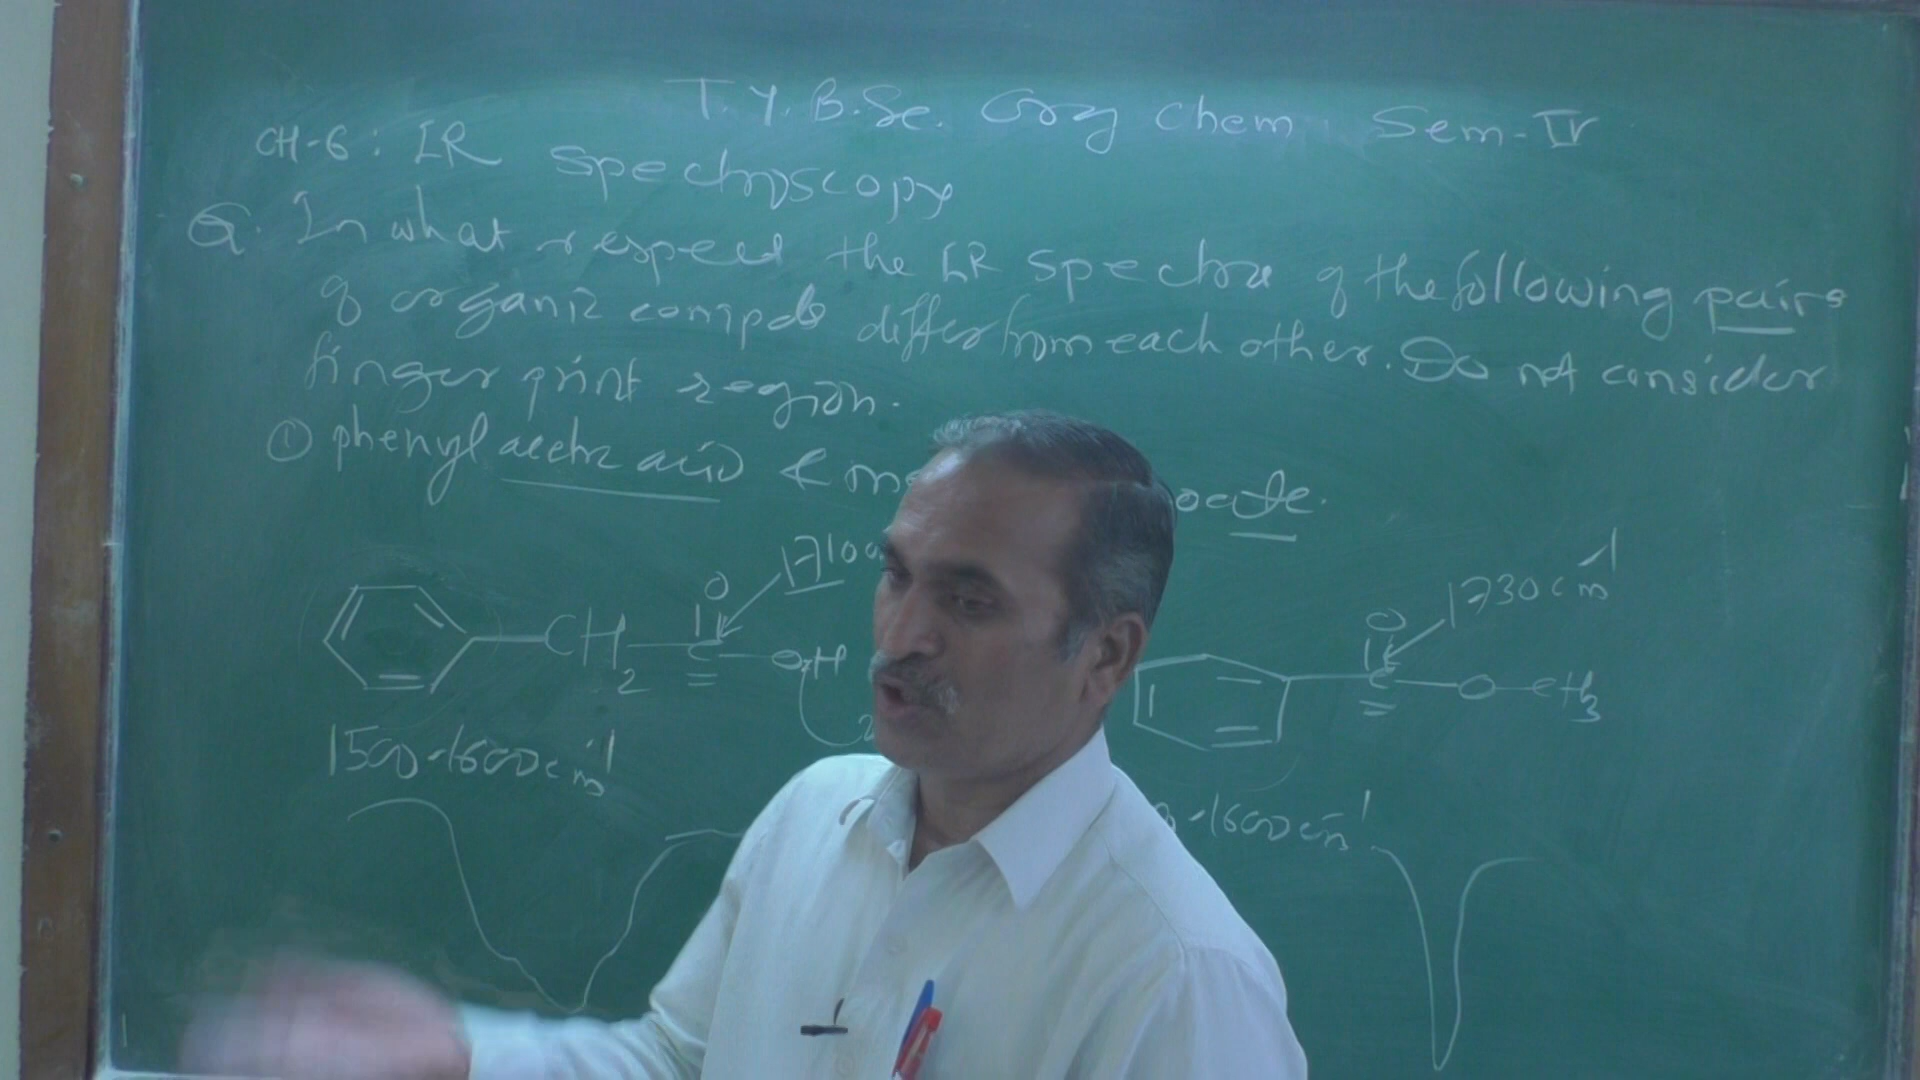 T.Y.B.Sc. Org Chem Sem-IV
CH-6: IR Spectroscopy
Q. In what respect the IR spectra of the following pairs
of organic compds differ from each other. Do not consider
finger print region.
① phenyl acetic acid &
O 1710
CH2 C OH
O 1730 cm-1
C O CH3
1500-1600 cm-1
-1600 cm-1